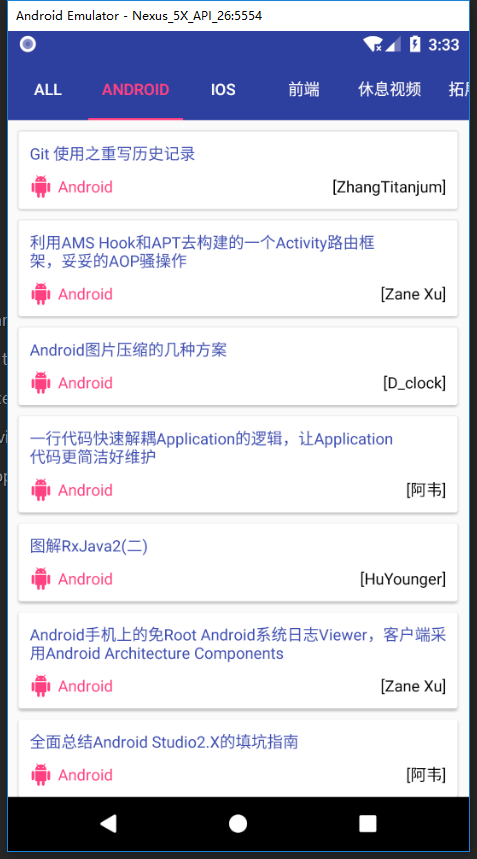 Android Emulator - Nexus_5X_API_26:5554
3:33
ALL ANDROID IOS 前端 休息视频
Git 使用之重写历史记录
Android [ZhangTitanjum]
利用AMS Hook和APT去构建的一个Activity路由框
架，妥妥的AOP骚操作
Android [Zane Xu]
Android图片压缩的几种方案
Android [D_clock]
一行代码快速解耦Application的逻辑，让Application
代码更简洁好维护
Android [阿韦]
图解RxJava2(二)
Android [HuYounger]
Android手机上的免Root Android系统日志Viewer，客户端采
用Android Architecture Components
Android [Zane Xu]
全面总结Android Studio2.X的填坑指南
Android [阿韦]